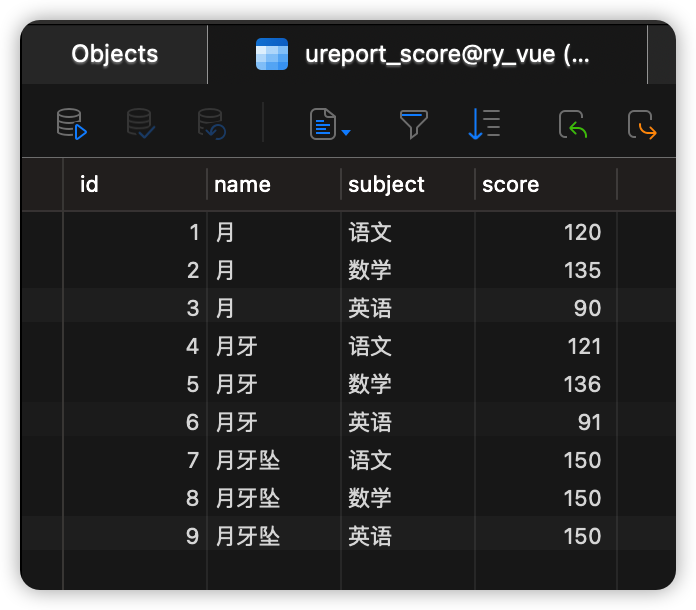 Objects ureport_score@ry_vue (...
id name subject score
1 月 语文 120
2 月 数学 135
3 月 英语 90
4 月牙 语文 121
5 月牙 数学 136
6 月牙 英语 91
7 月牙坠 语文 150
8 月牙坠 数学 150
9 月牙坠 英语 150